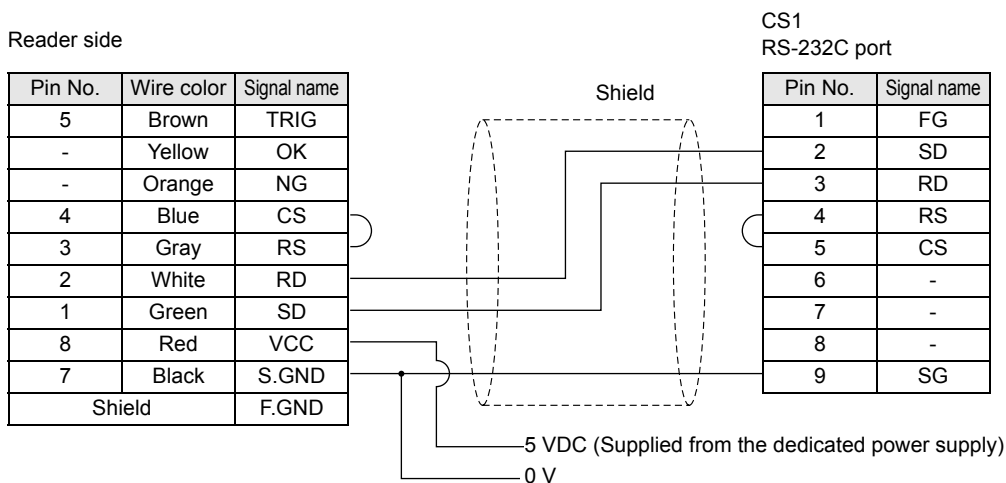 CS1
RS-232C port
Reader side
Pin No. Wire color Signal name
5 Brown TRIG
- Yellow OK
- Orange NG
4 Blue CS
3 Gray RS
2 White RD
1 Green SD
8 Red VCC
7 Black S.GND
Shield F.GND
Shield
Pin No. Signal name
1 FG
2 SD
3 RD
4 RS
5 CS
6 -
7 -
8 -
9 SG
5 VDC (Supplied from the dedicated power supply)
0 V